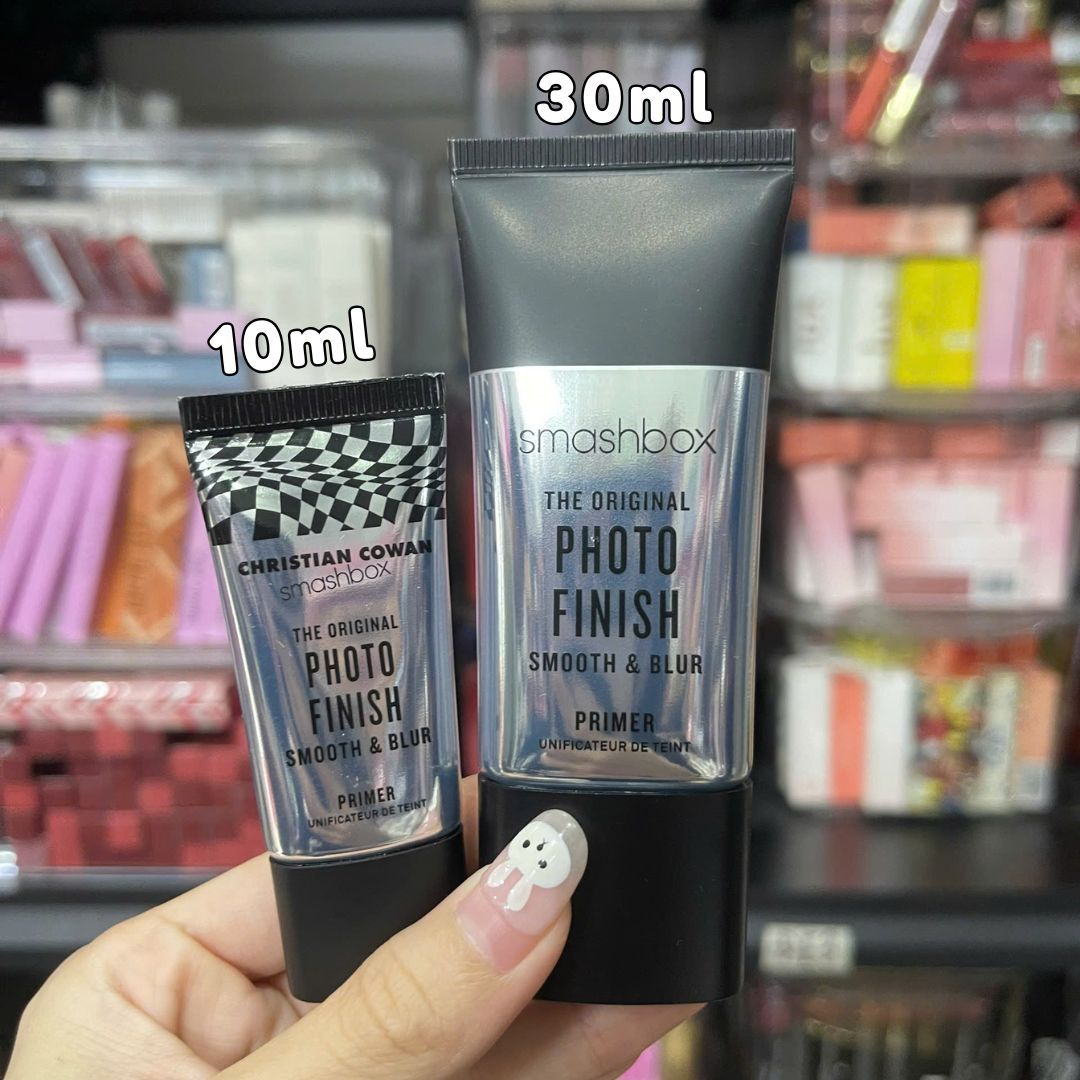 30ml
10ml
CHRISTIAN COWAN
smashbox
THE ORIGINAL
PHOTO
FINISH
SMOOTH & BLUR
PRIMER
UNIFICATEUR DE TEINT
smashbox
THE ORIGINAL
PHOTO
FINISH
SMOOTH & BLUR
PRIMER
UNIFICATEUR DE TEINT